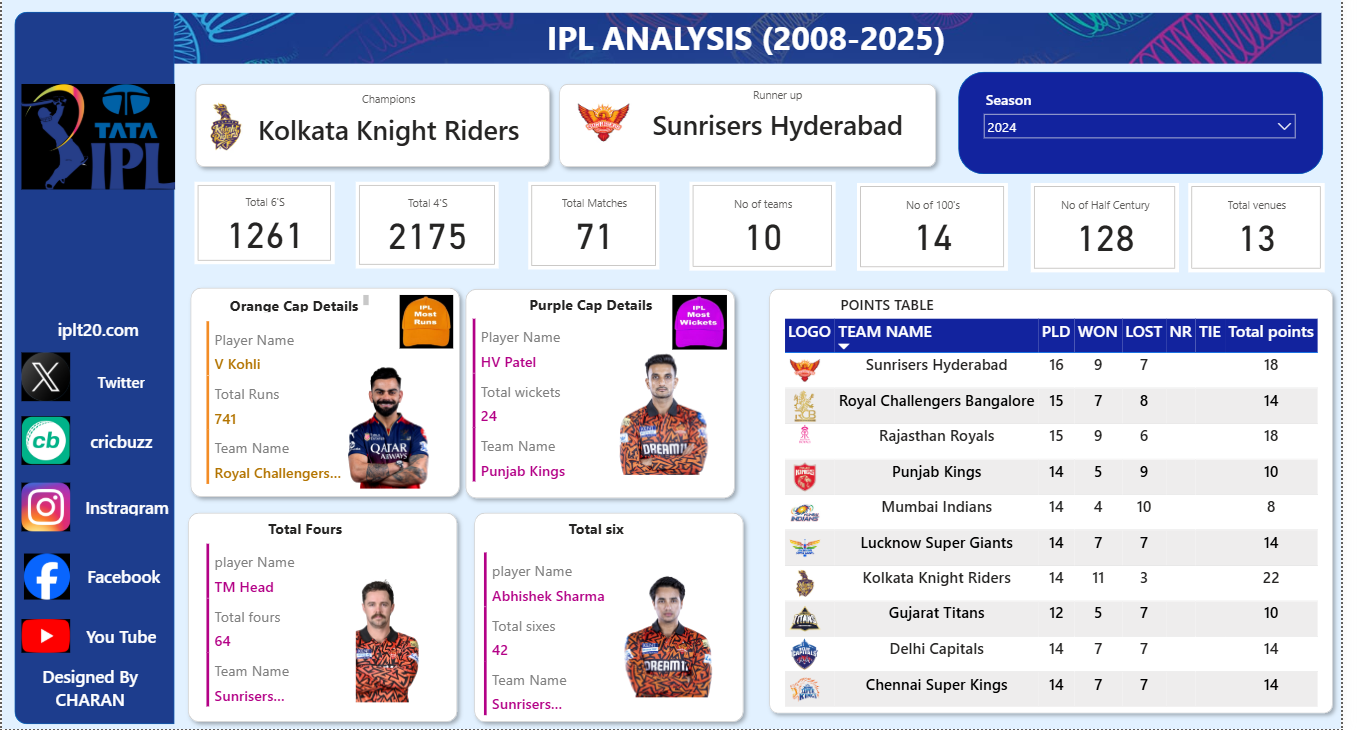 IPL ANALYSIS (2008-2025)
TATA
IPL
Champions
Kolkata Knight Riders
Runner up
Sunrisers Hyderabad
Season
2024
Total 6'S
1261
Total 4'S
2175
Total Matches
71
No of teams
10
No of 100's
14
No of Half Century
128
Total venues
13
iplt20.com
Twitter
cb
cricbuzz
Instragram
Facebook
You Tube
Designed By
CHARAN
Orange Cap Details
IPL
Most
Runs
Player Name
V Kohli
Total Runs
741
Team Name
Royal Challengers...
QATAR
AIRWAYS
Purple Cap Details
IPL
Most
Wickets
Player Name
HV Patel
Total wickets
24
Team Name
Punjab Kings
DREAM11
Total Fours
player Name
TM Head
Total fours
64
Team Name
Sunrisers...
Total six
player Name
Abhishek Sharma
Total sixes
42
Team Name
Sunrisers...
DREAM11
POINTS TABLE
LOGO TEAM NAME PLD WON LOST NR TIE Total points
Sunrisers Hyderabad 16 9 7 18
Royal Challengers Bangalore 15 7 8 14
Rajasthan Royals 15 9 6 18
Punjab Kings 14 5 9 10
Mumbai Indians 14 4 10 8
Lucknow Super Giants 14 7 7 14
Kolkata Knight Riders 14 11 3 22
Gujarat Titans 12 5 7 10
Delhi Capitals 14 7 7 14
Chennai Super Kings 14 7 7 14